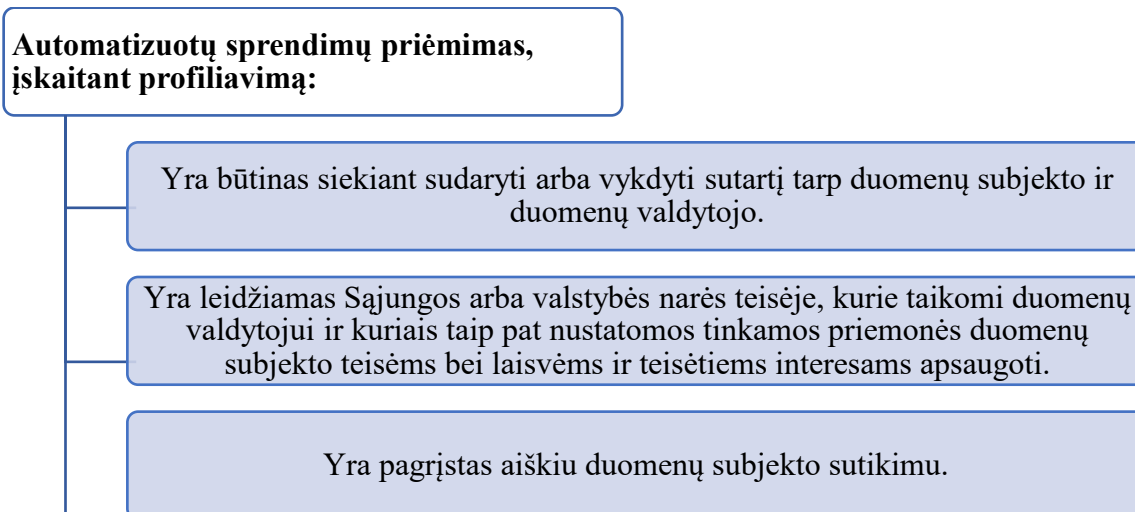 Automatizuotų sprendimų priėmimas,
įskaitant profiliavimą:
Yra būtinas siekiant sudaryti arba vykdyti sutartį tarp duomenų subjekto ir
duomenų valdytojo.
Yra leidžiamas Sąjungos arba valstybės narės teisėje, kurie taikomi duomenų
valdytojui ir kuriais taip pat nustatomos tinkamos priemonės duomenų
subjekto teisėms bei laisvėms ir teisėtiems interesams apsaugoti.
Yra pagrįstas aiškiu duomenų subjekto sutikimu.